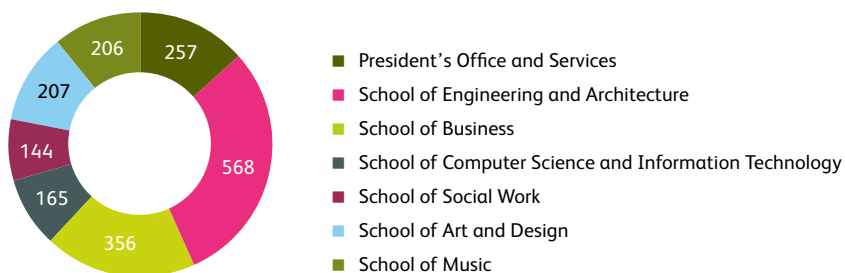 206
257
207
144
568
165
356
President’s Office and Services
School of Engineering and Architecture
School of Business
School of Computer Science and Information Technology
School of Social Work
School of Art and Design
School of Music